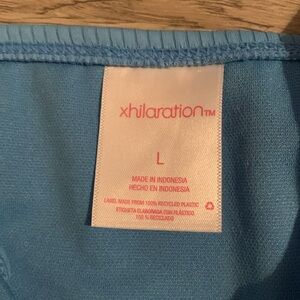 xhilaration™
L
MADE IN INDONESIA
HECHO EN INDONESIA
LABEL MADE FROM 100% RECYCLED PLASTIC
ETIQUETA ELABORADA CON PLÁSTICO
100 % RECICLADO